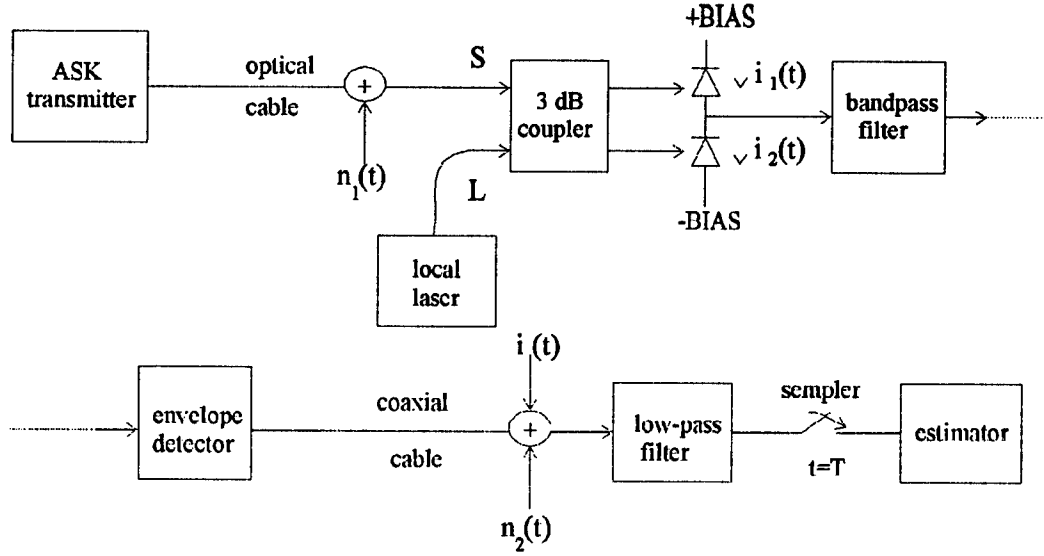 +BIAS
ASK
transmitter
optical
cable
+
n1(t)
S
L
3 dB
coupler
i1(t)
i2(t)
-BIAS
bandpass
filter
local
laser
i (t)
envelope
detector
coaxial
cable
+
n2(t)
low-pass
filter
sempler
t=T
estimator